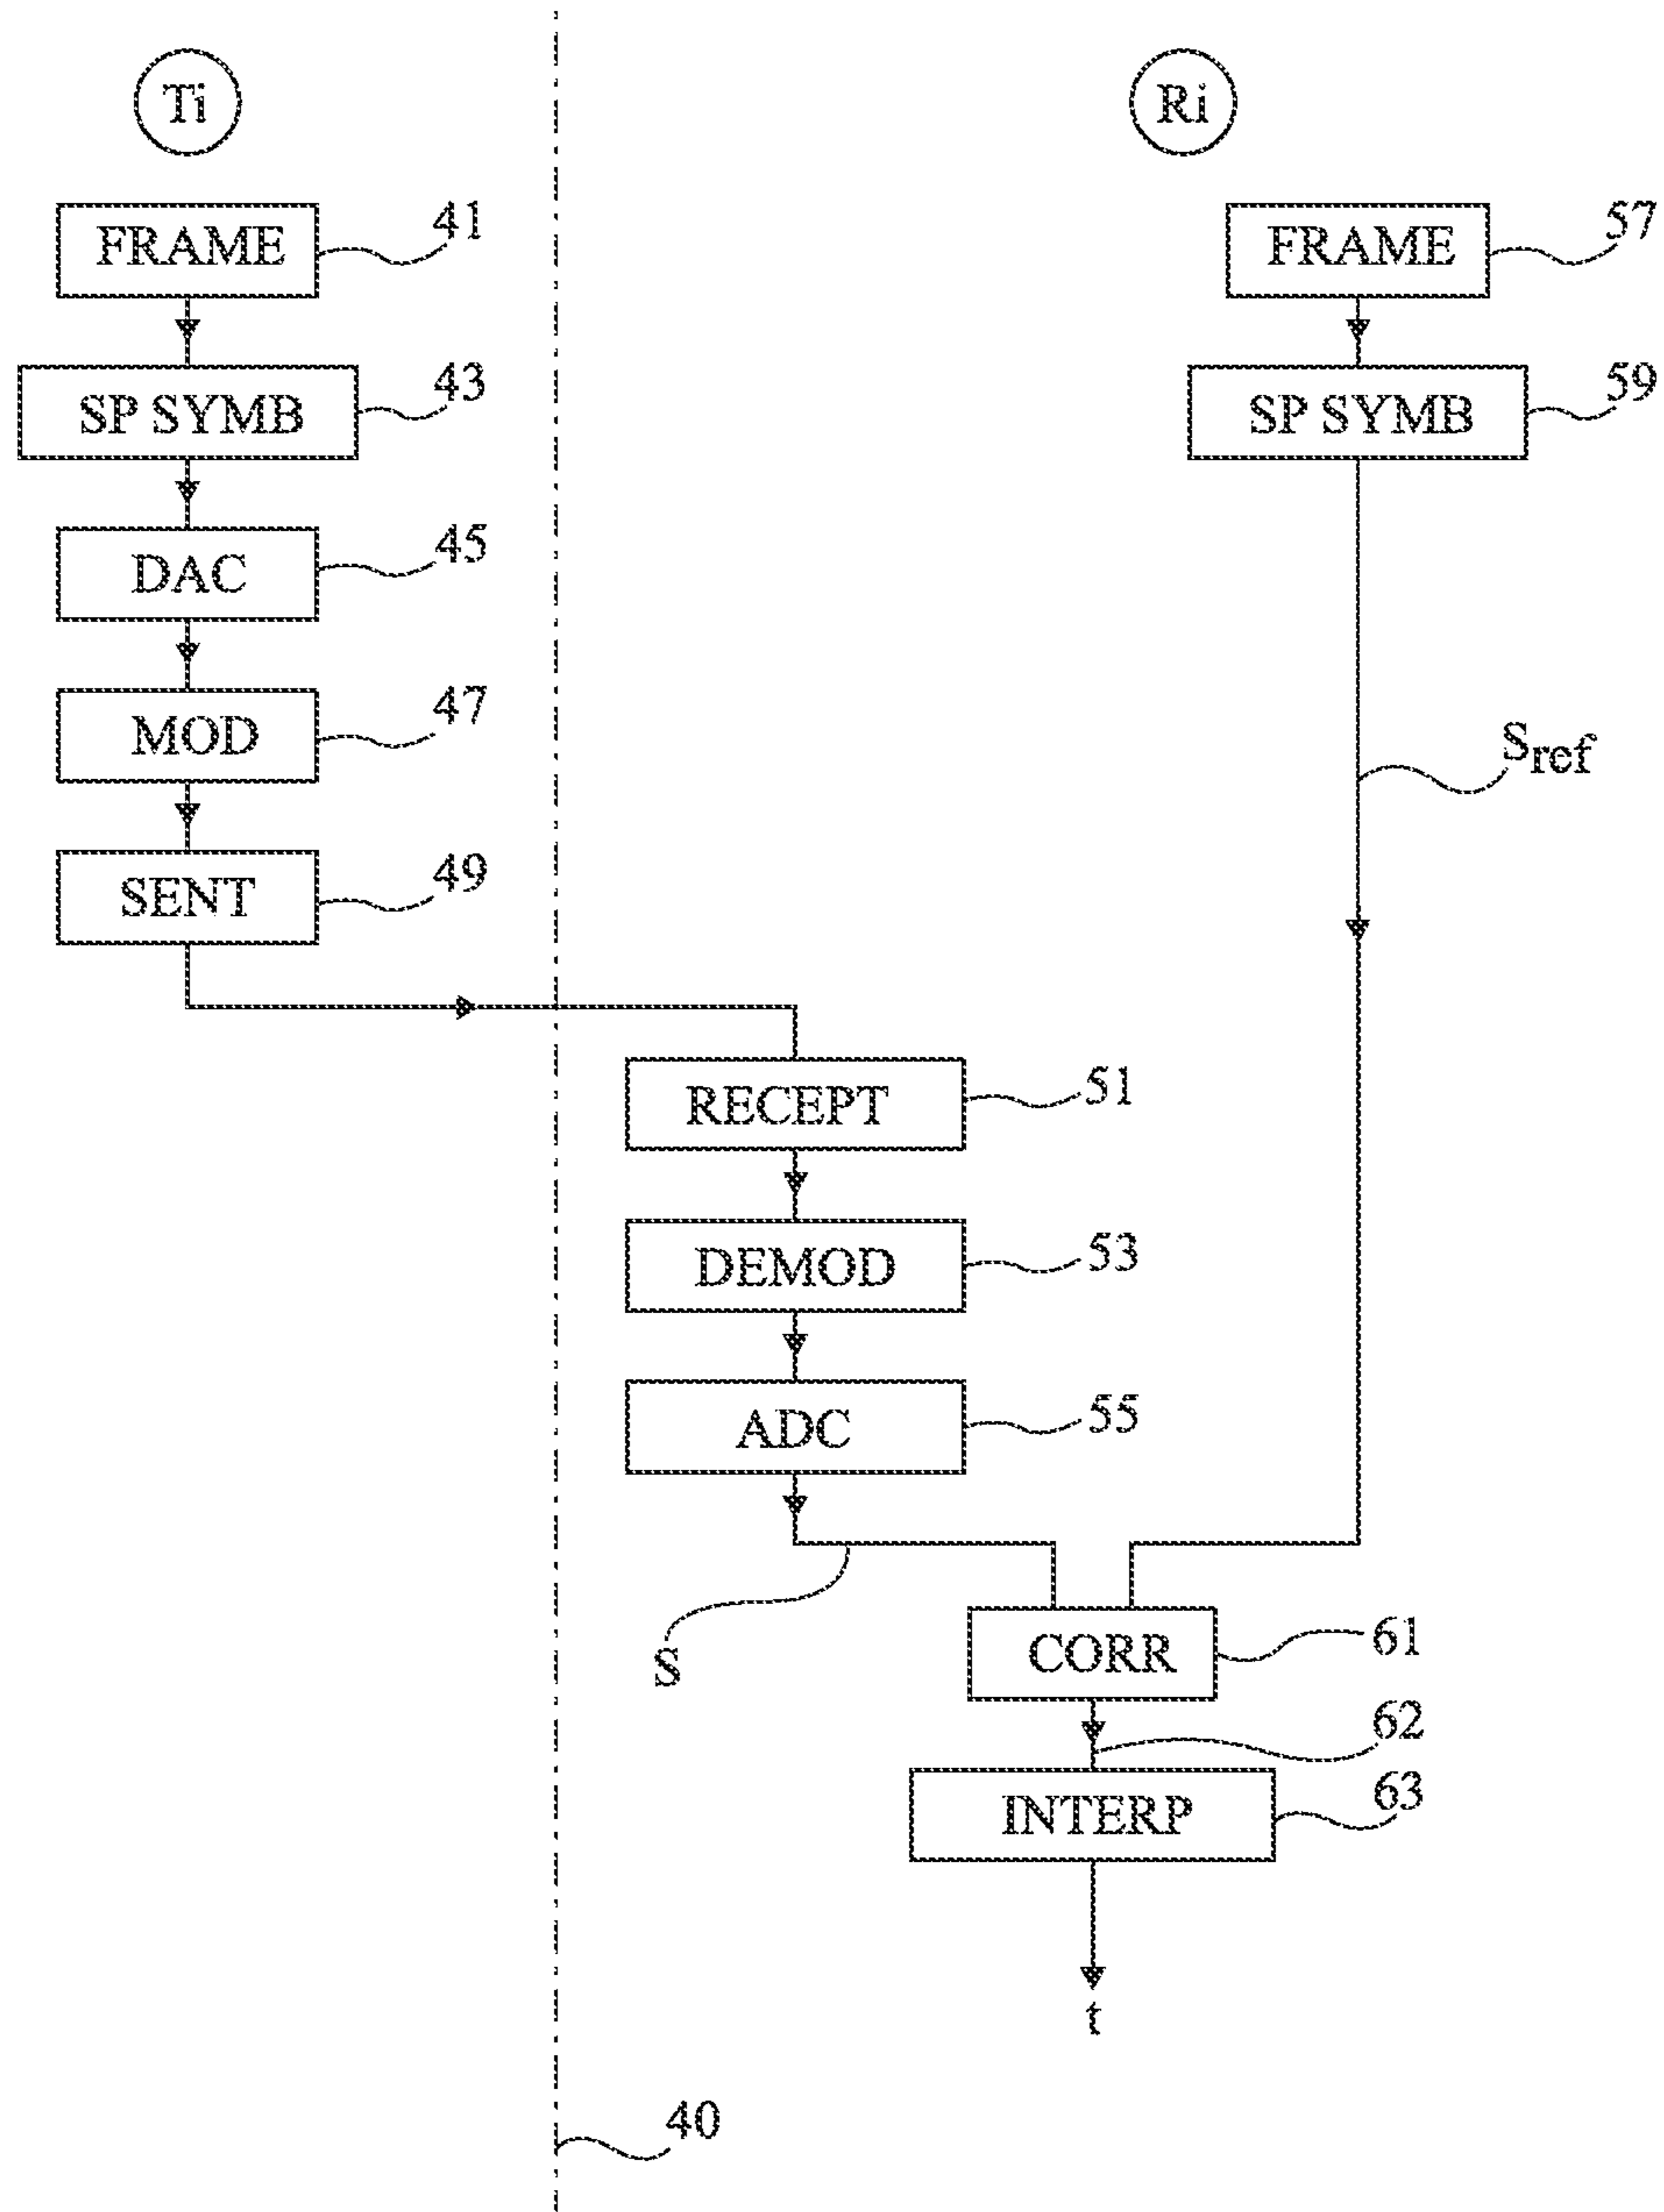 Ti
Ri
FRAME
41
FRAME
57
SP SYMB
43
SP SYMB
59
DAC
45
MOD
47
Sref
SENT
49
RECEPT
51
DEMOD
53
ADC
55
S
CORR
61
62
INTERP
63
t
40